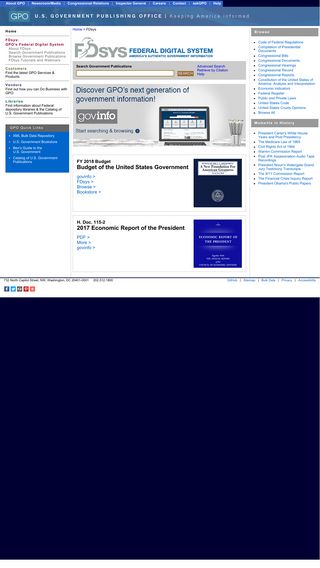 About GPO | Newsroom/Media | Congressional Relations | Inspector General | Careers | Contact | askGPO | Help
GPO U.S. GOVERNMENT PUBLISHING OFFICE | Keeping America Informed
Home
FDsys:
GPO's Federal Digital System
About FDsys
Search Government Publications
Browse Government Publications
FDsys Tutorials and Webinars
Customers
Find the latest GPO Services &
Products.
Vendors
Find out how you can Do Business with
GPO
Libraries
Find information about Federal
depository libraries & the Catalog of
U.S. Government Publications
GPO Quick Links
XML Bulk Data Repository
U.S. Government Bookstore
Ben's Guide to the
U.S. Government
Catalog of U.S. Government
Publications
Home > FDsys
FDsys
FEDERAL DIGITAL SYSTEM
AMERICA'S AUTHENTIC GOVERNMENT INFORMATION
Search Government Publications
Advanced Search
Retrieve by Citation
Help
Discover GPO's next generation of
government information!
govinfo
Start searching & browsing
FY 2018 Budget
Budget of the United States Government
govinfo >
FDsys >
Browse >
Bookstore >
A New Foundation For
American Greatness
H. Doc. 115-2
2017 Economic Report of the President
PDF >
More >
govinfo >
ECONOMIC REPORT
OF THE PRESIDENT
Browse
Code of Federal Regulations
Compilation of Presidential
Documents
Congressional Bills
Congressional Documents
Congressional Hearings
Congressional Record
Congressional Reports
Constitution of the United States of
America: Analysis and Interpretation
Economic Indicators
Federal Register
Public and Private Laws
United States Code
United States Courts Opinions
Browse All
Moments in History
President Carter's White House
Years and Post Presidency
The Medicare Law of 1965
Civil Rights Act of 1964
Warren Commission Report
Post JFK Assassination Audio Tape
Recordings
President Nixon's Watergate Grand
Jury Testimony Transcripts
The 9/11 Commission Report
The Financial Crisis Inquiry Report
President Obama's Public Papers
732 North Capitol Street, NW, Washington, DC 20401-0001 202.512.1800
GitHub | Sitemap | Bulk Data | Privacy | Accessibility